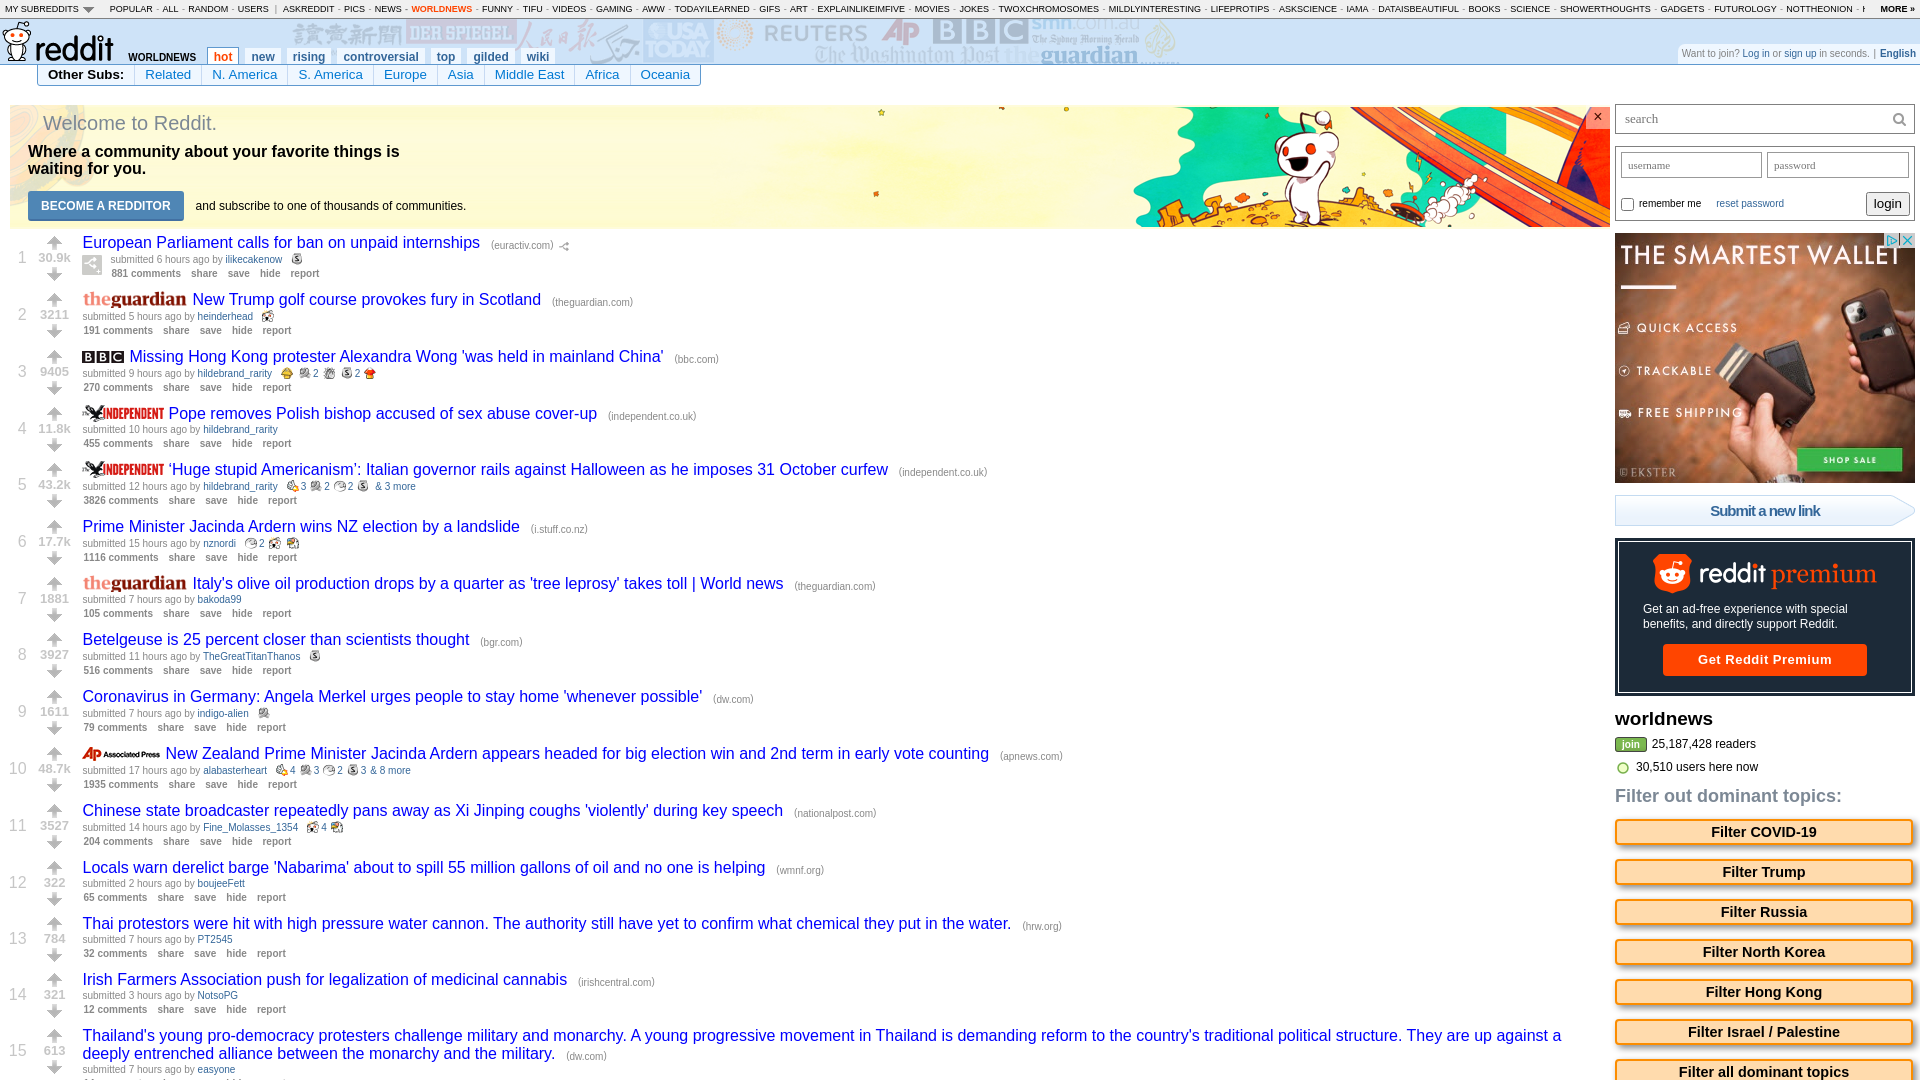 MY SUBREDDITS POPULAR - ALL - RANDOM - USERS | ASKREDDIT - PICS - NEWS - WORLDNEWS - FUNNY - TIFU - VIDEOS - GAMING - AWW - TODAYILEARNED - GIFS - ART - EXPLAINLIKEIMFIVE - MOVIES - JOKES - TWOXCHROMOSOMES - MILDLYINTERESTING - LIFEPROTIPS - ASKSCIENCE - IAMA - DATAISBEAUTIFUL - BOOKS - SCIENCE - SHOWERTHOUGHTS - GADGETS - FUTUROLOGY - NOTTHEONION - MORE »
DER SPIEGEL USA TODAY REUTERS AP BBC smh.com.au
The Sydney Morning Herald
The Washington Post theguardian
reddit WORLDNEWS hot new rising controversial top gilded wiki
Want to join? Log in or sign up in seconds. | English
Other Subs: Related N. America S. America Europe Asia Middle East Africa Oceania
Welcome to Reddit.
Where a community about your favorite things is
waiting for you.
BECOME A REDDITOR and subscribe to one of thousands of communities.
×
1 30.9k European Parliament calls for ban on unpaid internships (euractiv.com)
submitted 6 hours ago by ilikecakenow
881 comments share save hide report
2 3211 theguardian New Trump golf course provokes fury in Scotland (theguardian.com)
submitted 5 hours ago by heinderhead
191 comments share save hide report
3 9405 BBC Missing Hong Kong protester Alexandra Wong 'was held in mainland China' (bbc.com)
submitted 9 hours ago by hildebrand_rarity 2 2
270 comments share save hide report
4 11.8k INDEPENDENT Pope removes Polish bishop accused of sex abuse cover-up (independent.co.uk)
submitted 10 hours ago by hildebrand_rarity
455 comments share save hide report
5 43.2k INDEPENDENT ‘Huge stupid Americanism’: Italian governor rails against Halloween as he imposes 31 October curfew (independent.co.uk)
submitted 12 hours ago by hildebrand_rarity 3 2 2 & 3 more
3826 comments share save hide report
6 17.7k Prime Minister Jacinda Ardern wins NZ election by a landslide (i.stuff.co.nz)
submitted 15 hours ago by nznordi 2
1116 comments share save hide report
7 1881 theguardian Italy's olive oil production drops by a quarter as 'tree leprosy' takes toll | World news (theguardian.com)
submitted 7 hours ago by bakoda99
105 comments share save hide report
8 3927 Betelgeuse is 25 percent closer than scientists thought (bgr.com)
submitted 11 hours ago by TheGreatTitanThanos
516 comments share save hide report
9 1611 Coronavirus in Germany: Angela Merkel urges people to stay home 'whenever possible' (dw.com)
submitted 7 hours ago by indigo-alien
79 comments share save hide report
10 48.7k AP Associated Press New Zealand Prime Minister Jacinda Ardern appears headed for big election win and 2nd term in early vote counting (apnews.com)
submitted 17 hours ago by alabasterheart 4 3 2 3 & 8 more
1935 comments share save hide report
11 3527 Chinese state broadcaster repeatedly pans away as Xi Jinping coughs 'violently' during key speech (nationalpost.com)
submitted 14 hours ago by Fine_Molasses_1354 4
204 comments share save hide report
12 322 Locals warn derelict barge 'Nabarima' about to spill 55 million gallons of oil and no one is helping (wmnf.org)
submitted 2 hours ago by boujeeFett
65 comments share save hide report
13 784 Thai protestors were hit with high pressure water cannon. The authority still have yet to confirm what chemical they put in the water. (hrw.org)
submitted 7 hours ago by PT2545
32 comments share save hide report
14 321 Irish Farmers Association push for legalization of medicinal cannabis (irishcentral.com)
submitted 3 hours ago by NotsoPG
12 comments share save hide report
15 613 Thailand's young pro-democracy protesters challenge military and monarchy. A young progressive movement in Thailand is demanding reform to the country's traditional political structure. They are up against a
deeply entrenched alliance between the monarchy and the military. (dw.com)
submitted 7 hours ago by easyone
search
username password
remember me reset password login
THE SMARTEST WALLET
QUICK ACCESS
TRACKABLE
FREE SHIPPING
SHOP SALE
EKSTER
Submit a new link
reddit premium
Get an ad-free experience with special
benefits, and directly support Reddit.
Get Reddit Premium
worldnews
join 25,187,428 readers
30,510 users here now
Filter out dominant topics:
Filter COVID-19
Filter Trump
Filter Russia
Filter North Korea
Filter Hong Kong
Filter Israel / Palestine
Filter all dominant topics